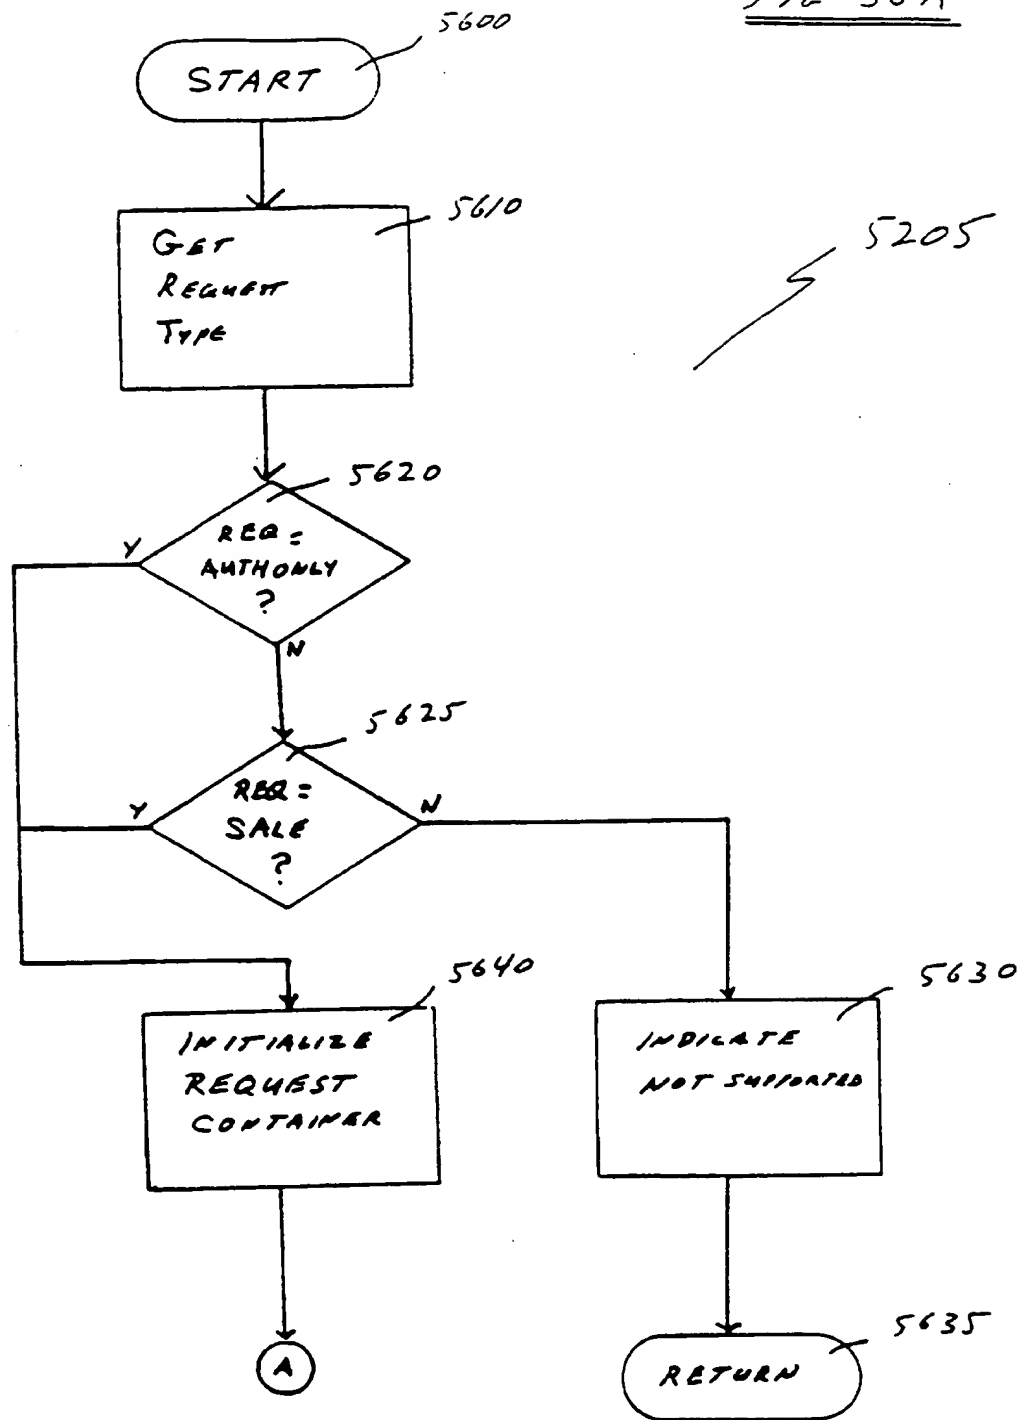 5600
START
5610
GET
REQUEST
TYPE
5205
5620
REQ =
AUTHONLY
?
Y
N
5625
REQ =
SALE
?
Y
N
5640
INITIALIZE
REQUEST
CONTAINER
5630
INDICATE
NOT SUPPORTED
A
5635
RETURN